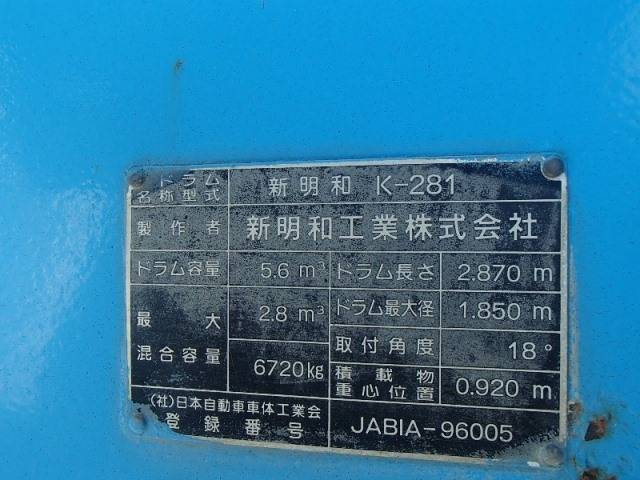 ドラム
名称型式 新明和 K-281
製作者 新明和工業株式会社
ドラム容量 5.6 m³ ドラム長さ 2.870 m
最大 2.8 m³ ドラム最大径 1.850 m
混合容量 6720kg 取付角度 18°
積載物
重心位置 0.920 m
(社)日本自動車車体工業会
登録番号 JABIA-96005